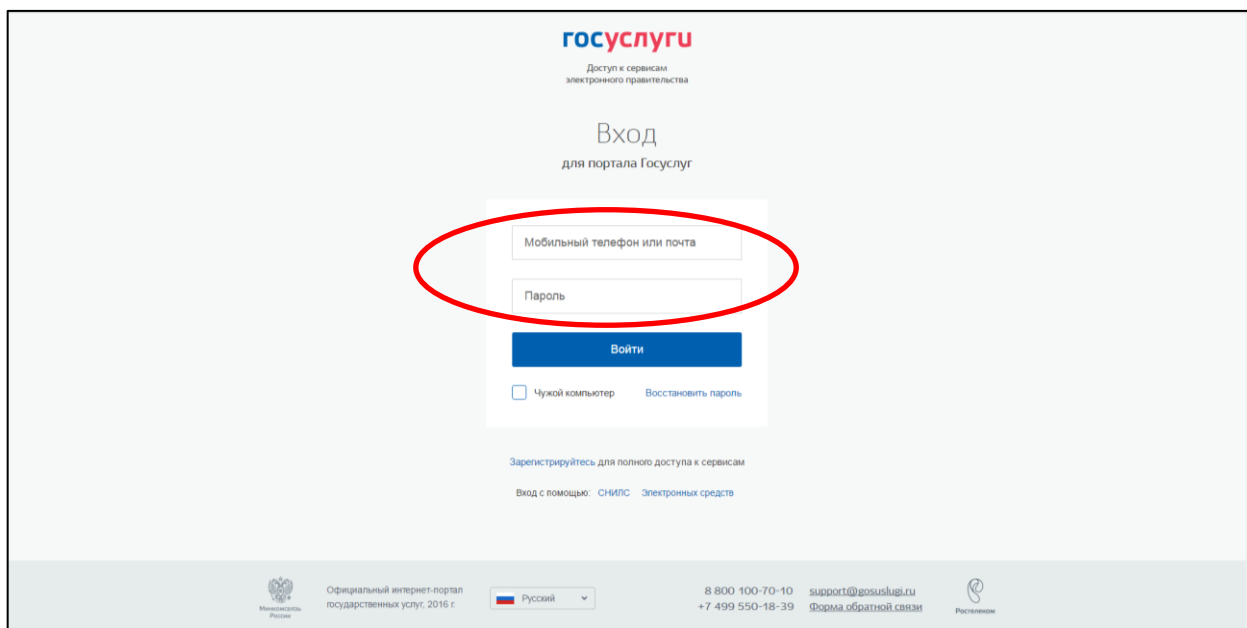 госуслуги
Доступ к сервисам
электронного правительства
Вход
для портала Госуслуг
Мобильный телефон или почта
Пароль
Войти
Чужой компьютер Восстановить пароль
Зарегистрируйтесь для полного доступа к сервисам
Вход с помощью: СНИЛС Электронных средств
Минкомсвязь
России
Официальный интернет-портал
государственных услуг, 2016 г.
Русский
8 800 100-70-10 support@gosuslugi.ru
+7 499 550-18-39 Форма обратной связи
Ростелеком